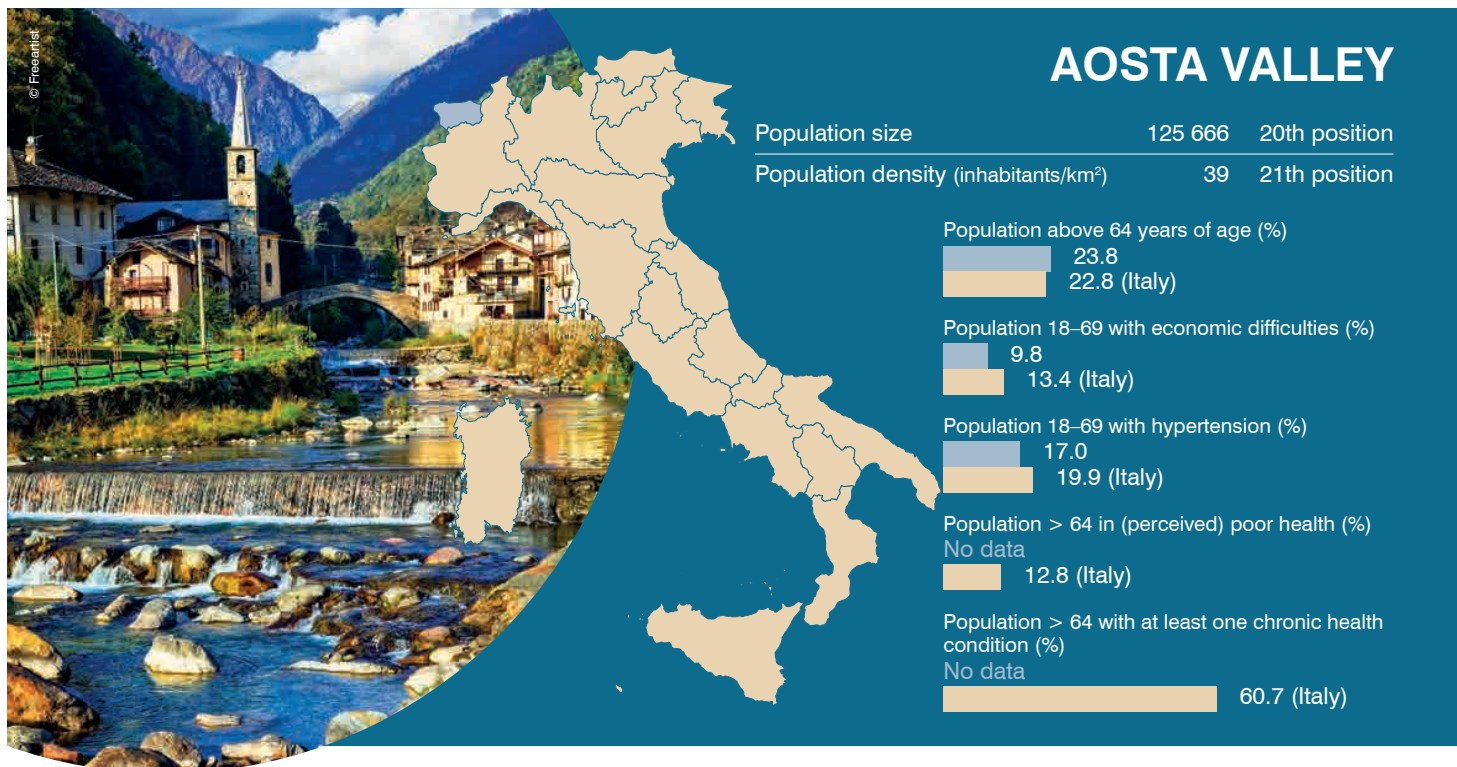 © Freeartist
AOSTA VALLEY
Population size 125 666 20th position
Population density (inhabitants/km²) 39 21th position
Population above 64 years of age (%)
23.8
22.8 (Italy)
Population 18–69 with economic difficulties (%)
9.8
13.4 (Italy)
Population 18–69 with hypertension (%)
17.0
19.9 (Italy)
Population > 64 in (perceived) poor health (%)
No data
12.8 (Italy)
Population > 64 with at least one chronic health
condition (%)
No data
60.7 (Italy)